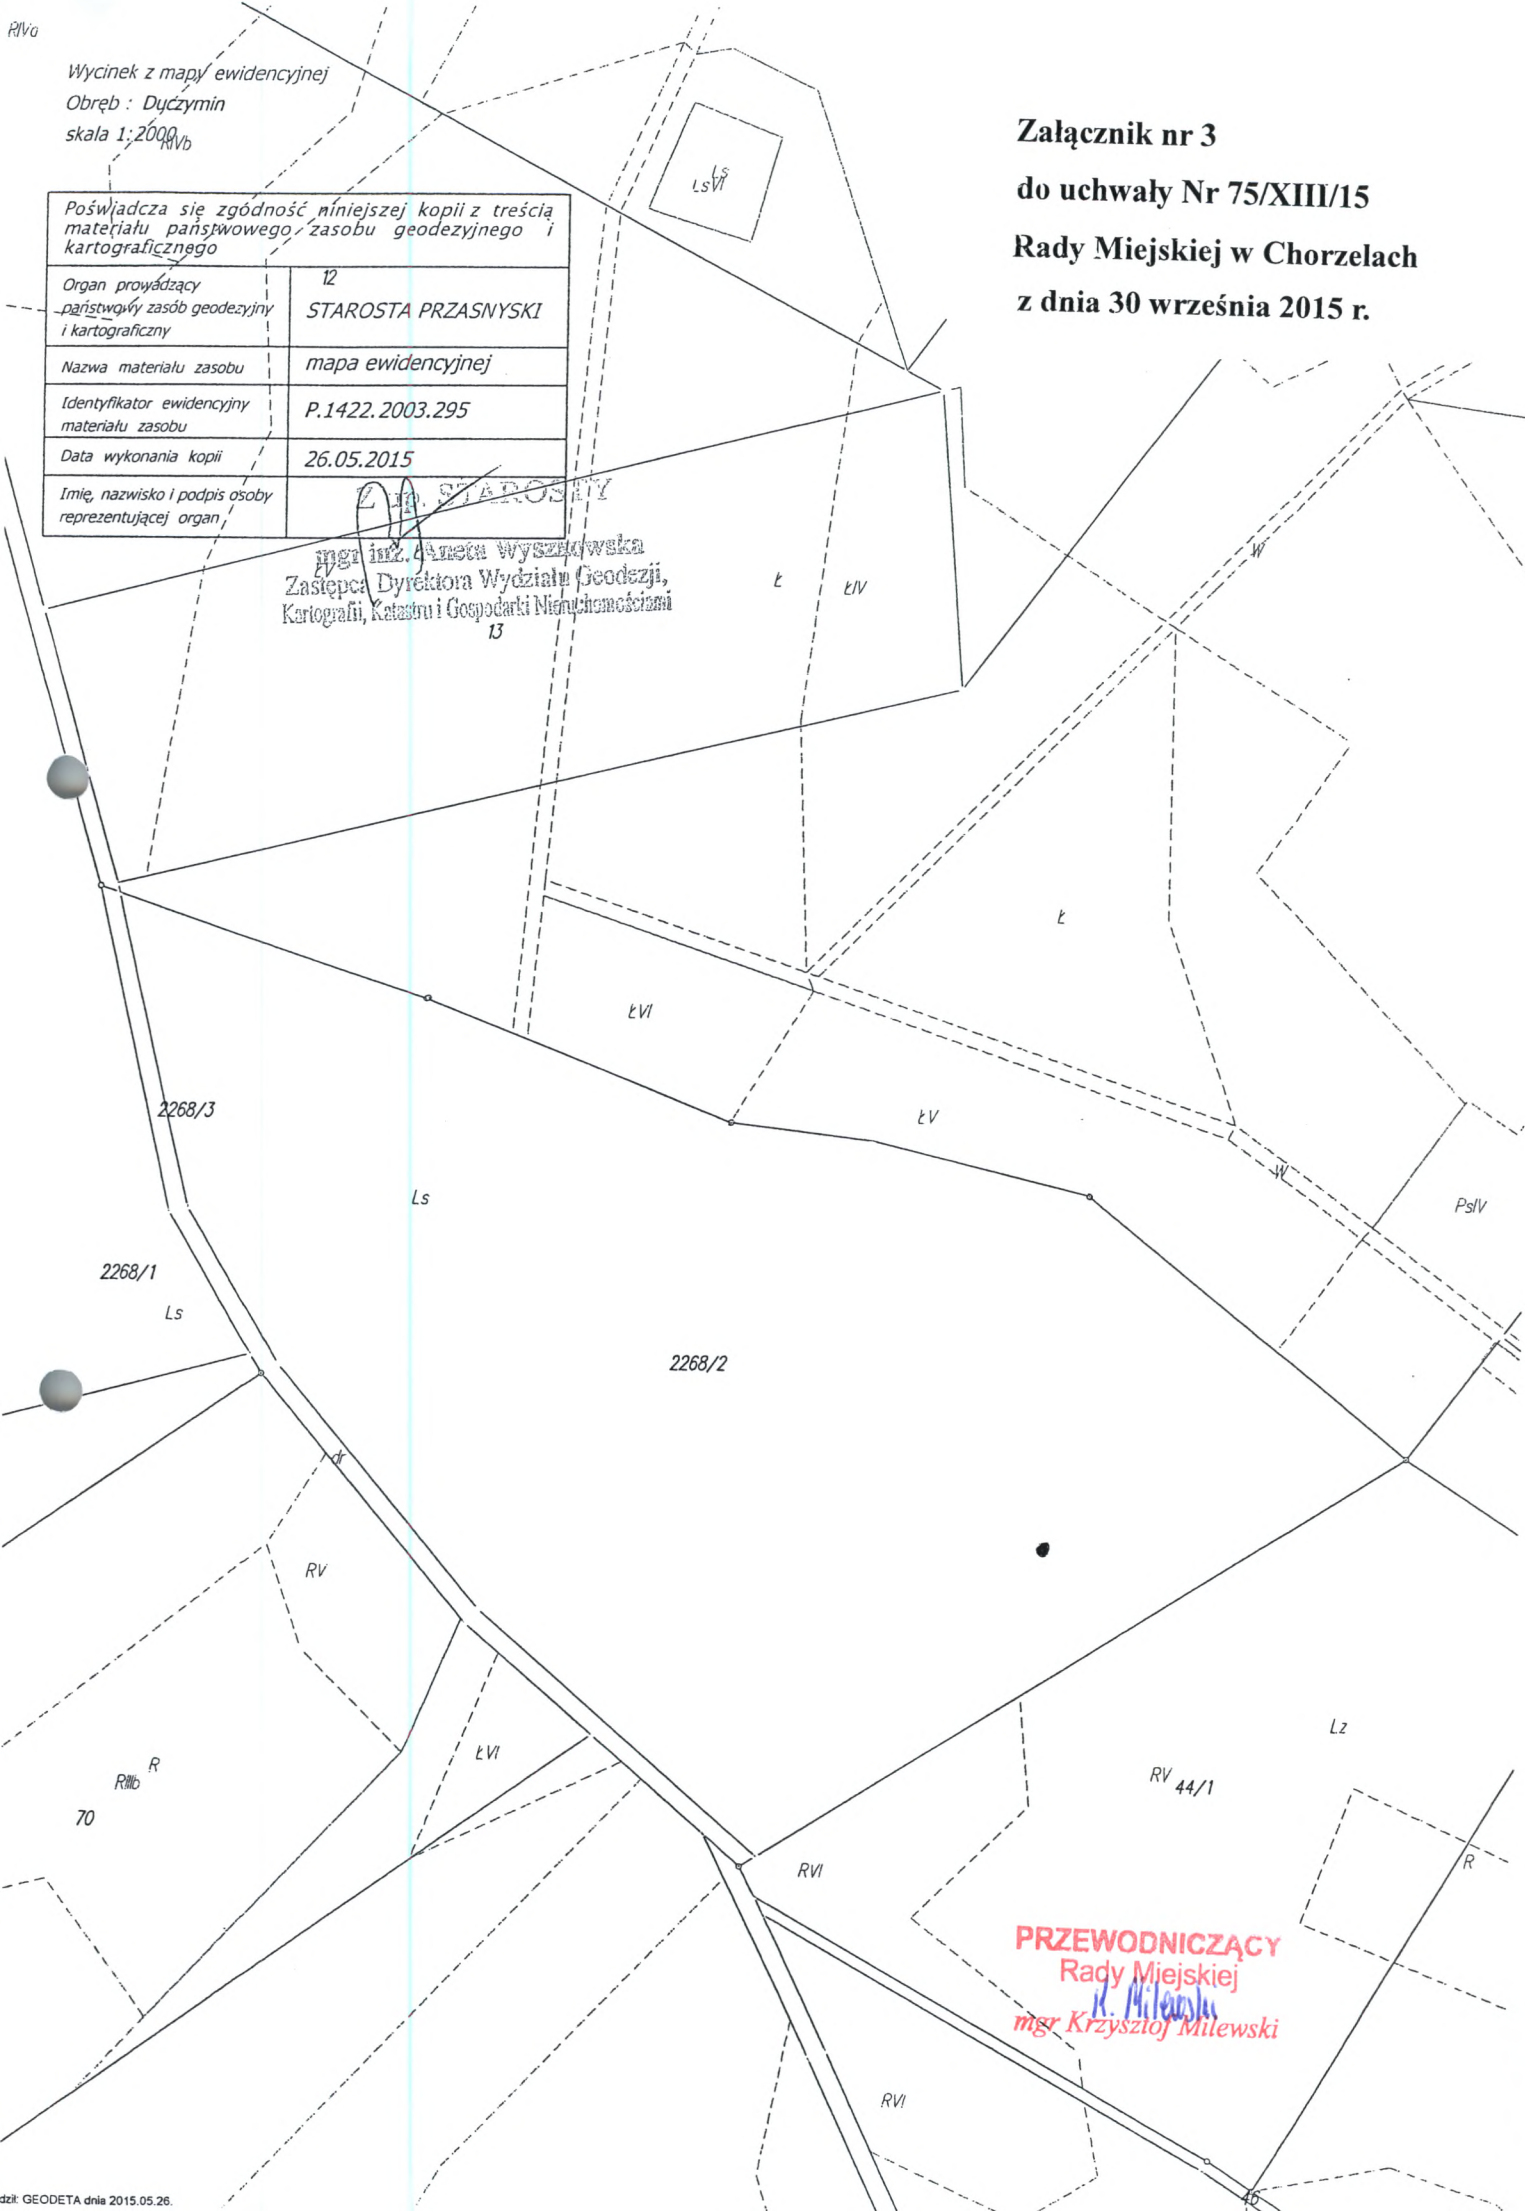 RIVa
Wycinek z mapy ewidencyjnej
Obręb : Duczymin
skala 1:2000
RIVb
Załącznik nr 3
do uchwały Nr 75/XIII/15
Rady Miejskiej w Chorzelach
z dnia 30 września 2015 r.
Ls
LsVI
Poświadcza się zgodność niniejszej kopii z treścią
materiału państwowego zasobu geodezyjnego i
kartograficznego
Organ prowadzący
państwowy zasób geodezyjny
i kartograficzny
12
STAROSTA PRZASNYSKI
Nazwa materiału zasobu
mapa ewidencyjnej
Identyfikator ewidencyjny
materiału zasobu
P.1422.2003.295
Data wykonania kopii
26.05.2015
Imię, nazwisko i podpis osoby
reprezentującej organ
Z up. STAROSTY
mgr inż. Aneta Wysznowska
ŁV
Zastępca Dyrektora Wydziału Geodezji,
Kartografii, Katastru i Gospodarki Nieruchomościami
13
Ł
ŁIV
W
Ł
ŁVI
ŁV
2268/3
W
Ls
PsIV
2268/1
Ls
2268/2
dr
RV
Lz
ŁVI
R
RIIIb
70
RV
44/1
R
RVI
PRZEWODNICZĄCY
Rady Miejskiej
K. Milewski
mgr Krzysztof Milewski
RVI
46
dził: GEODETA dnia 2015.05.26.